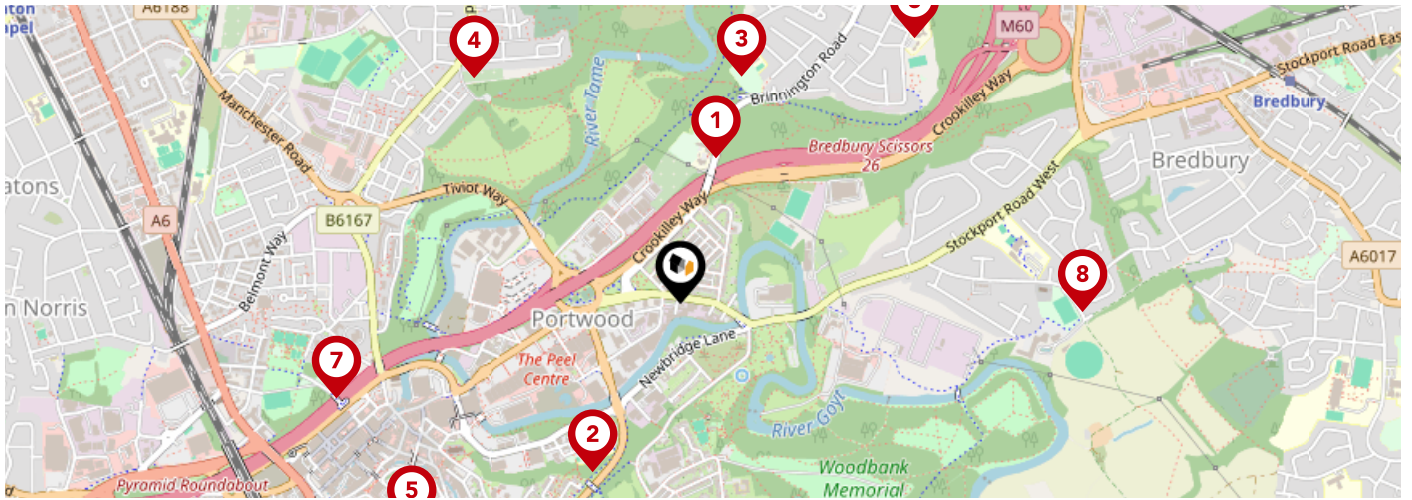 A6188
M60
Stockport Road East
4
3
Brinnington Road
Crookilley Way
Bredbury
River Tame
Manchester Road
1
Bredbury Scissors
26
Bredbury
Tiviot Way
Stockport Road West
A6
B6167
Crookilley Way
Belmont Way
A6017
8
n Norris
Portwood
Newbridge Lane
7
The Peel
Centre
River Goyt
2
Woodbank
Memorial
Pyramid Roundabout
5